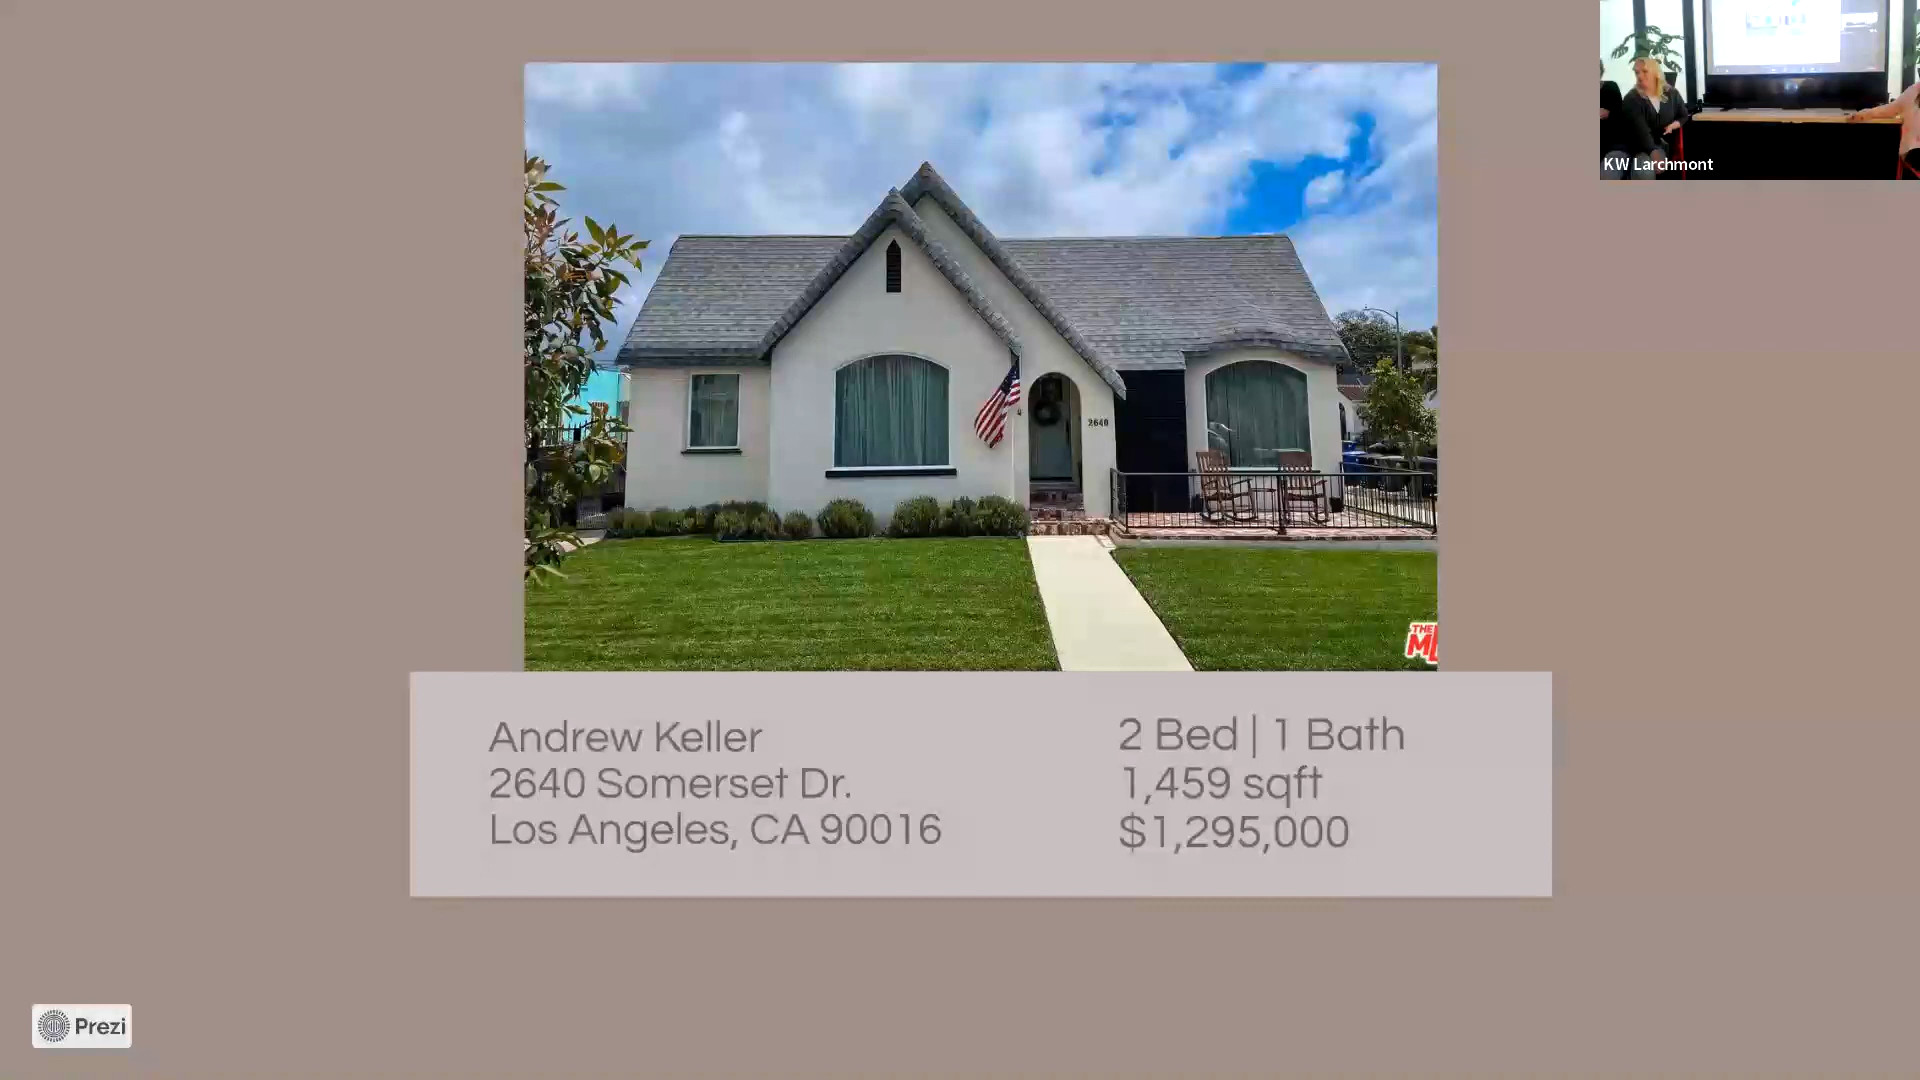 KW Larchmont
2640
THE
Andrew Keller
2640 Somerset Dr.
Los Angeles, CA 90016
2 Bed | 1 Bath
1,459 sqft
$1,295,000
Prezi